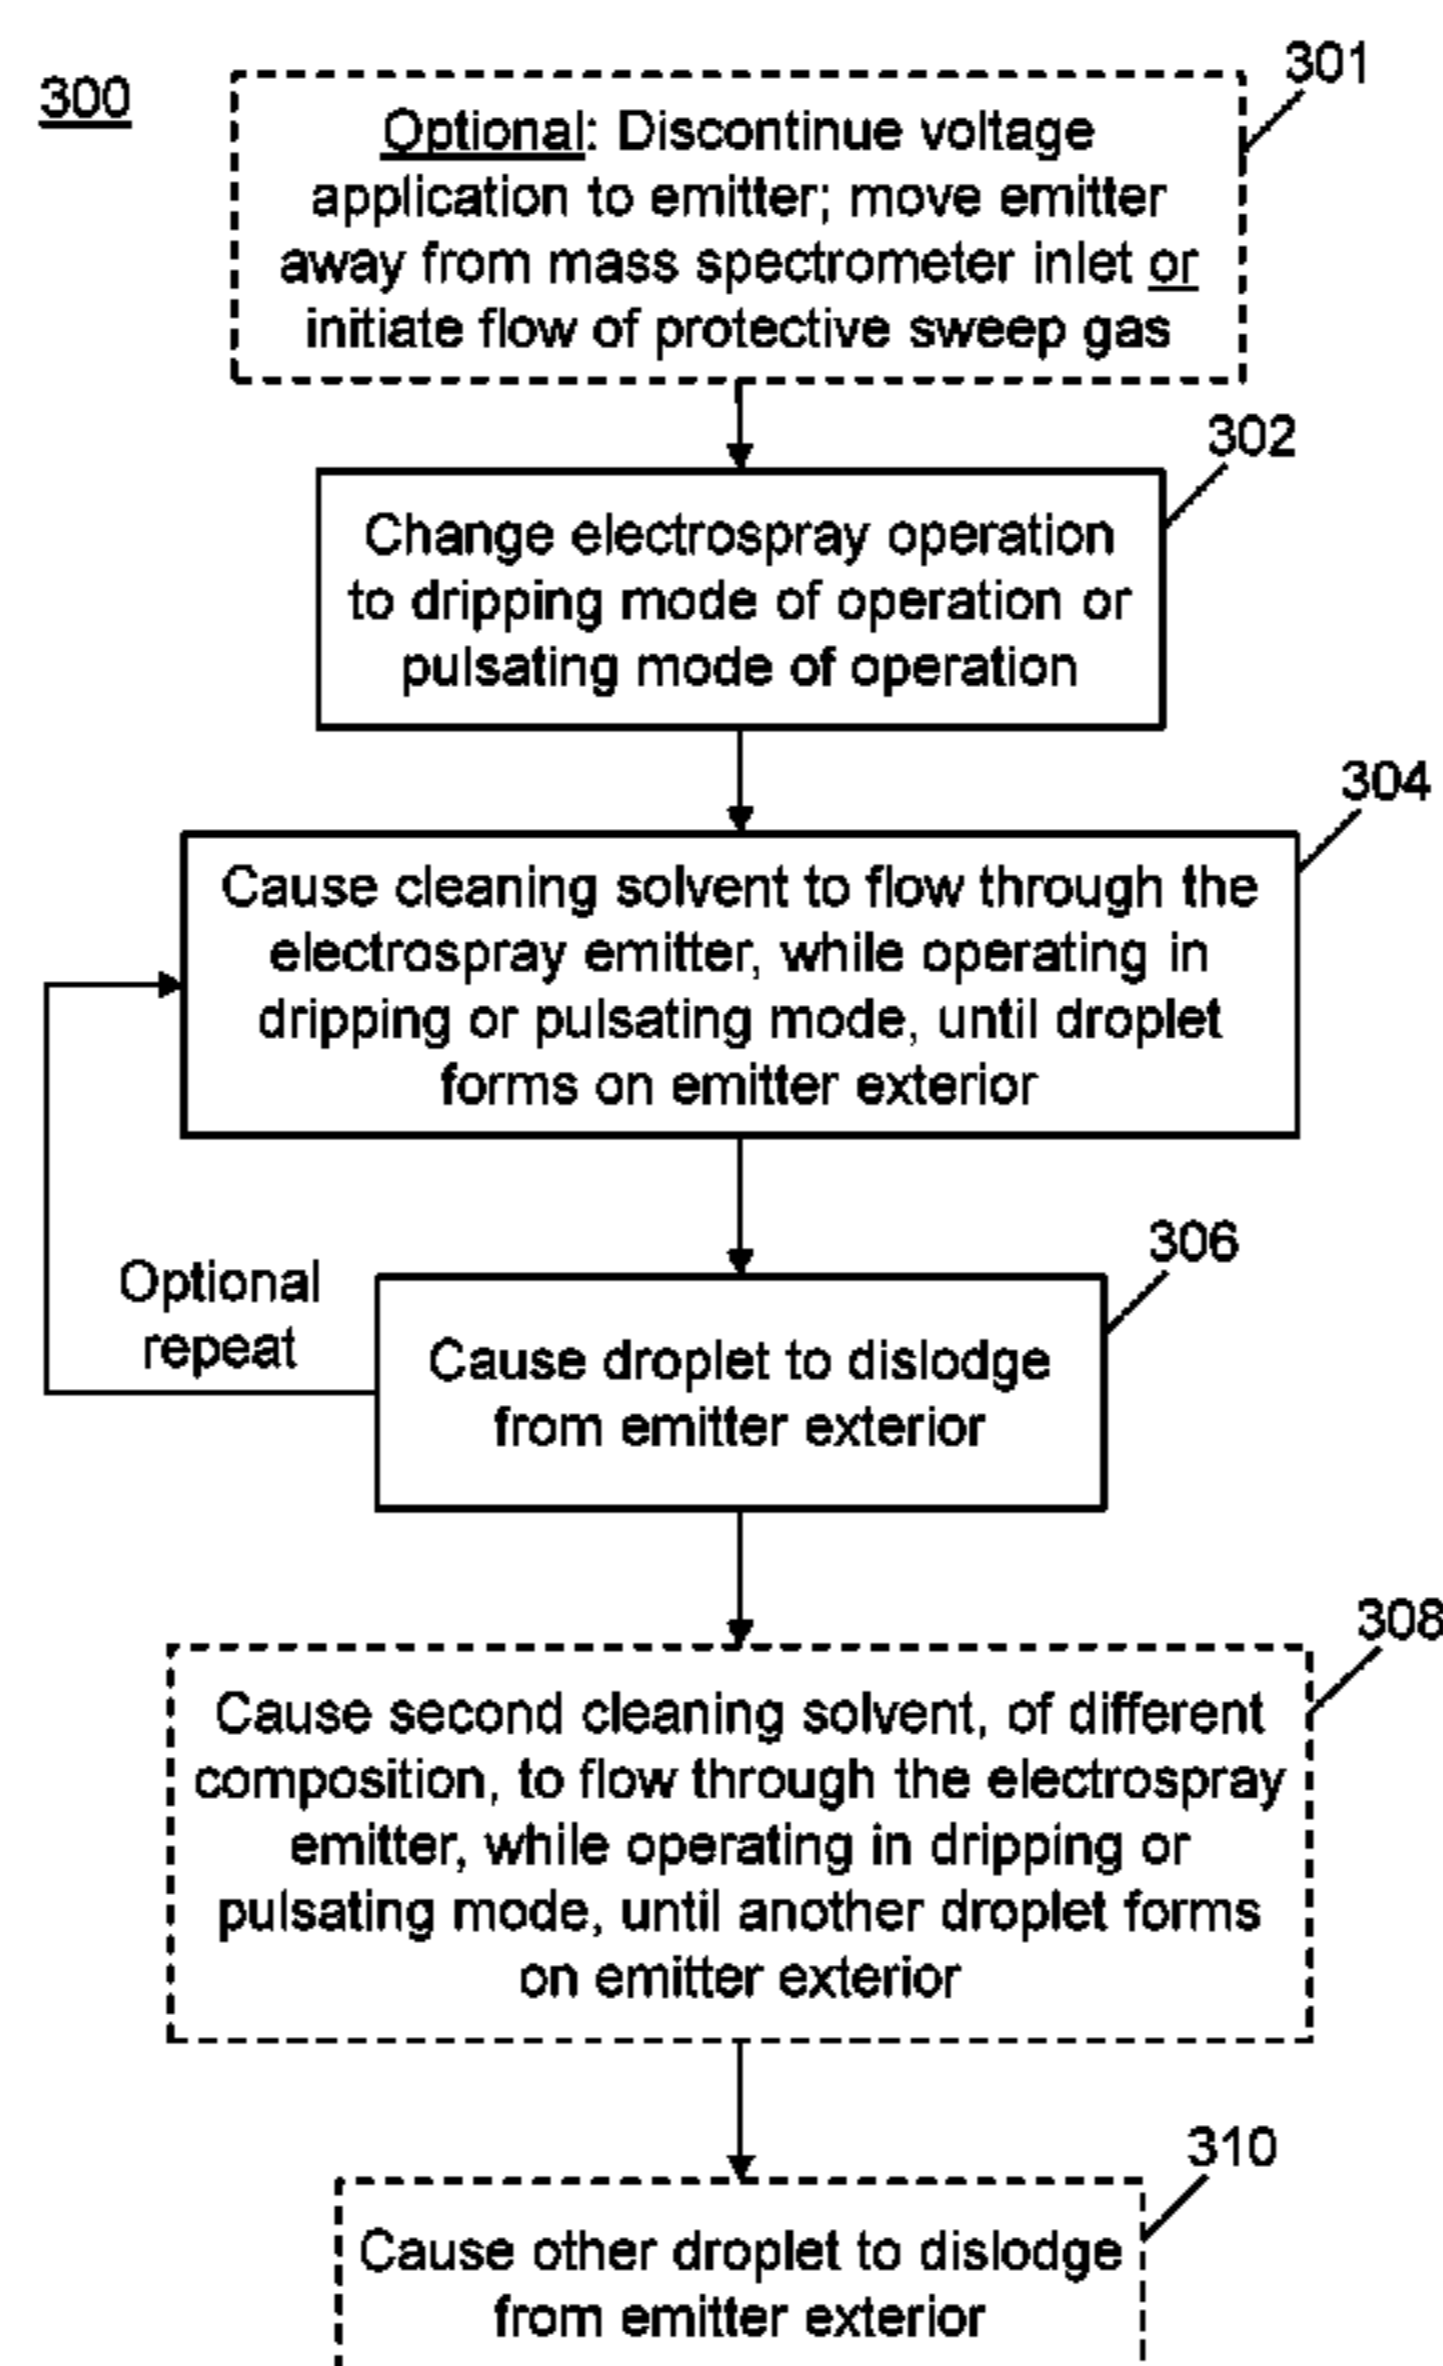 300
301
Optional: Discontinue voltage
application to emitter; move emitter
away from mass spectrometer inlet or
initiate flow of protective sweep gas
302
Change electrospray operation
to dripping mode of operation or
pulsating mode of operation
304
Cause cleaning solvent to flow through the
electrospray emitter, while operating in
dripping or pulsating mode, until droplet
forms on emitter exterior
306
Optional
repeat
Cause droplet to dislodge
from emitter exterior
308
Cause second cleaning solvent, of different
composition, to flow through the electrospray
emitter, while operating in dripping or
pulsating mode, until another droplet forms
on emitter exterior
310
Cause other droplet to dislodge
from emitter exterior